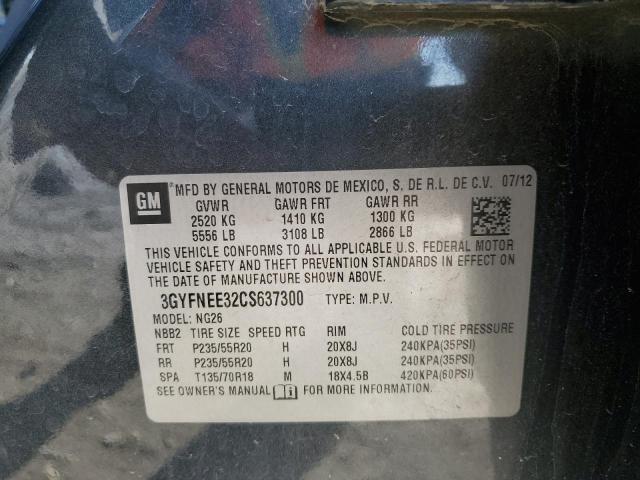 GM ® MFD BY GENERAL MOTORS DE MEXICO, S. DE R.L. DE C.V. 07/12
GVWR GAWR FRT GAWR RR
2520 KG 1410 KG 1300 KG
5556 LB 3108 LB 2866 LB
THIS VEHICLE CONFORMS TO ALL APPLICABLE U.S. FEDERAL MOTOR
VEHICLE SAFETY AND THEFT PREVENTION STANDARDS IN EFFECT ON
THE DATE OF MANUFACTURE SHOWN ABOVE.
3GYFNEE32CS637300 TYPE: M.P.V.
MODEL: NG26
NBB2 TIRE SIZE SPEED RTG RIM COLD TIRE PRESSURE
FRT P235/55R20 H 20X8J 240KPA(35PSI)
RR P235/55R20 H 20X8J 240KPA(35PSI)
SPA T135/70R18 M 18X4.5B 420KPA(60PSI)
SEE OWNER'S MANUAL FOR MORE INFORMATION.